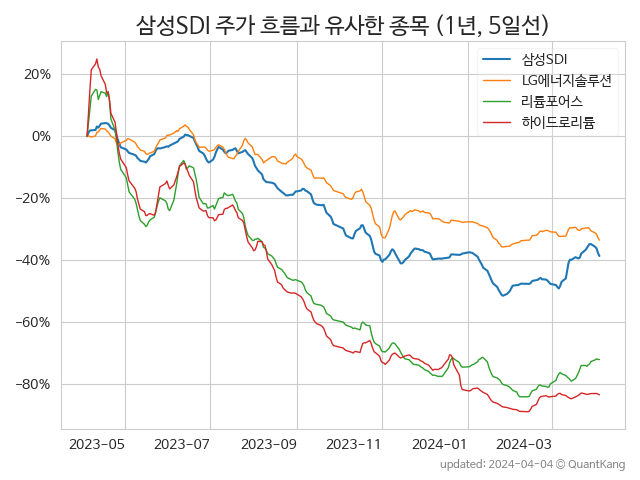 삼성SDI 주가 흐름과 유사한 종목 (1년, 5일선)
삼성SDI
LG에너지솔루션
리튬포어스
하이드로리튬
20%
0%
−20%
−40%
−60%
−80%
2023−05
2023−07
2023−09
2023−11
2024−01
2024−03
updated: 2024-04-04 © QuantKang